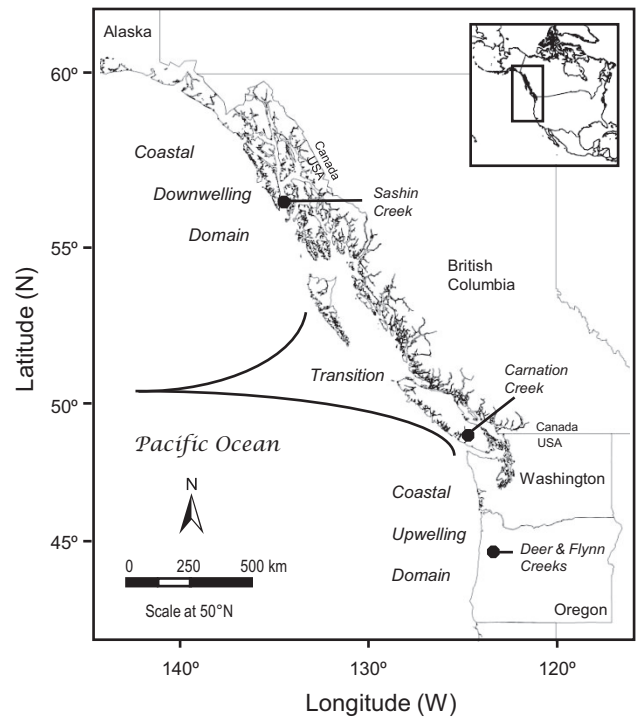 Alaska
60º
Coastal
Downwelling
Domain
Canada
USA
Sashin
Creek
55º
British
Columbia
Latitude (N)
Transition
Carnation
Creek
50º
Canada
USA
Pacific Ocean
Washington
N
Coastal
Upwelling
Domain
45º
Deer & Flynn
Creeks
0 250 500 km
Scale at 50°N
Oregon
140º 130º 120º
Longitude (W)